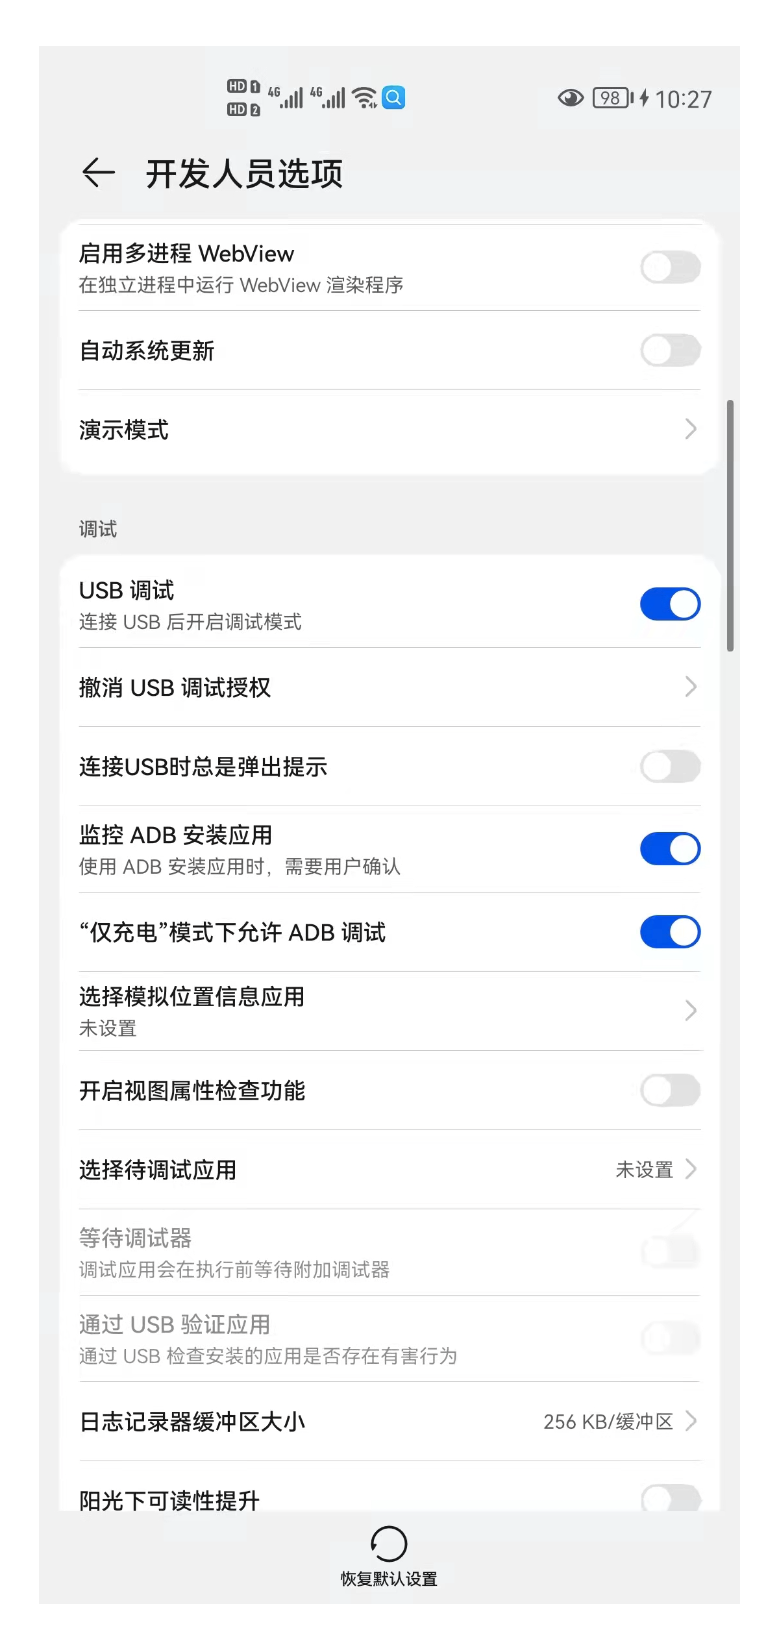 HD 1 4G 4G 98 10:27
HD 2
开发人员选项
启用多进程 WebView
在独立进程中运行 WebView 渲染程序
自动系统更新
演示模式
调试
USB 调试
连接 USB 后开启调试模式
撤消 USB 调试授权
连接USB时总是弹出提示
监控 ADB 安装应用
使用 ADB 安装应用时，需要用户确认
“仅充电”模式下允许 ADB 调试
选择模拟位置信息应用
未设置
开启视图属性检查功能
选择待调试应用 未设置
等待调试器
调试应用会在执行前等待附加调试器
通过 USB 验证应用
通过 USB 检查安装的应用是否存在有害行为
日志记录器缓冲区大小 256 KB/缓冲区
阳光下可读性提升
恢复默认设置